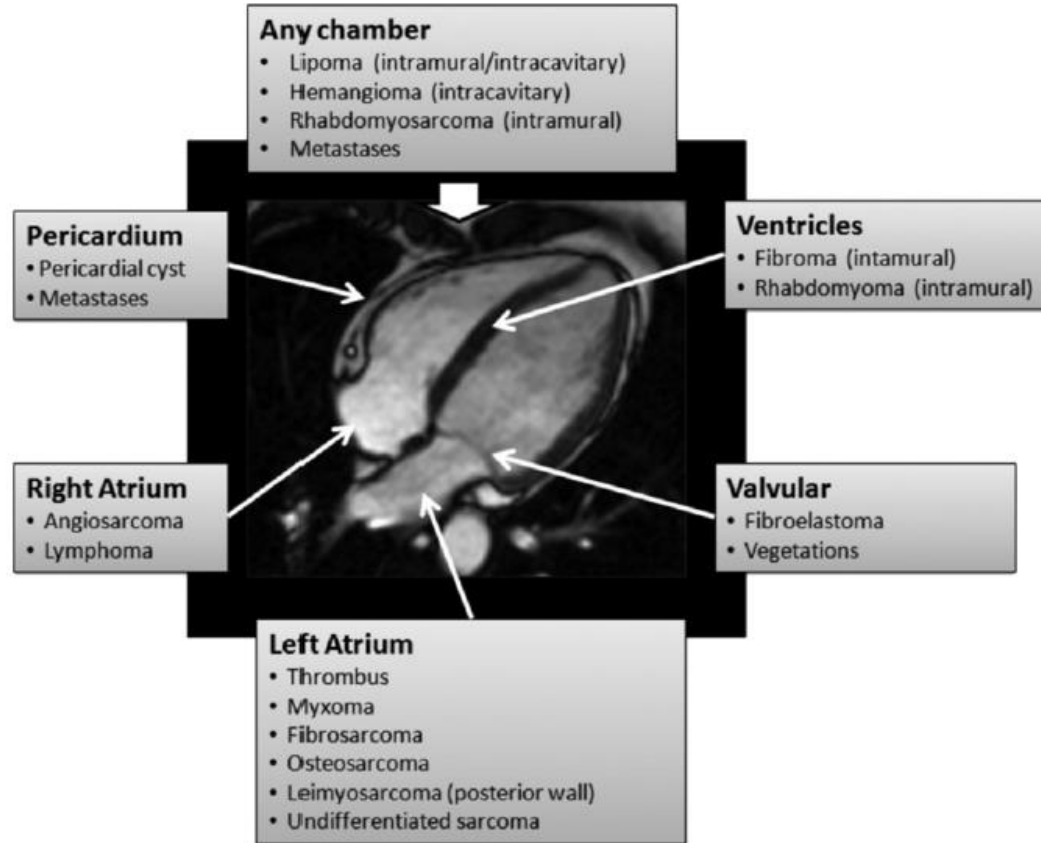 Any chamber
• Lipoma (intramural/intracavitary)
• Hemangioma (intracavitary)
• Rhabdomyosarcoma (intramural)
• Metastases
Pericardium
• Pericardial cyst
• Metastases
Ventricles
• Fibroma (intamural)
• Rhabdomyoma (intramural)
Right Atrium
• Angiosarcoma
• Lymphoma
Valvular
• Fibroelastoma
• Vegetations
Left Atrium
• Thrombus
• Myxoma
• Fibrosarcoma
• Osteosarcoma
• Leimyosarcoma (posterior wall)
• Undifferentiated sarcoma